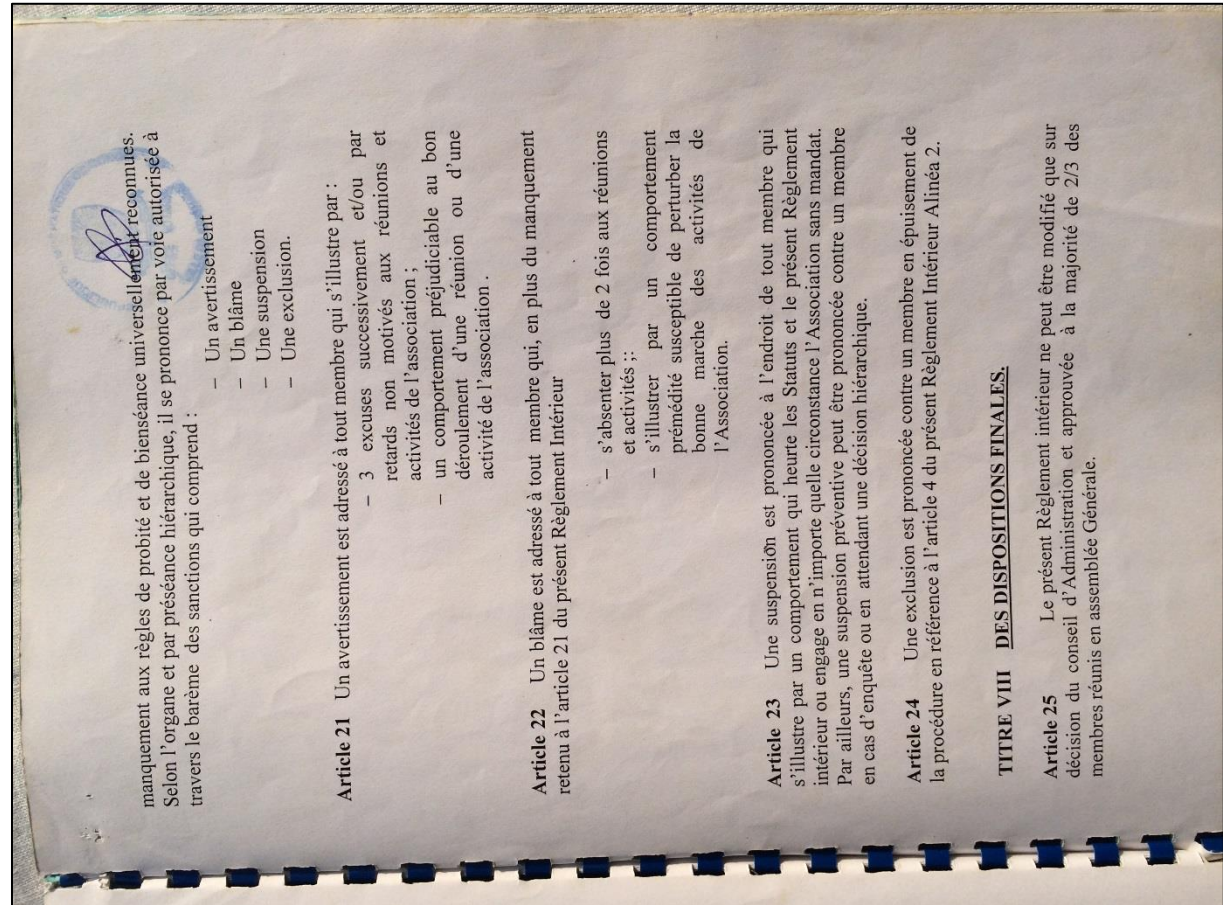 manquement aux règles de probité et de bienséance universellement reconnues.
Selon l'organe et par préséance hiérarchique, il se prononce par voie autorisée à
travers le barème des sanctions qui comprend :
– Un avertissement
– Un blâme
– Une suspension
– Une exclusion.
Article 21 Un avertissement est adressé à tout membre qui s'illustre par :
– 3 excuses successivement et/ou par
retards non motivés aux réunions et
activités de l'association ;
– un comportement préjudiciable au bon
déroulement d'une réunion ou d'une
activité de l'association .
Article 22 Un blâme est adressé à tout membre qui, en plus du manquement
retenu à l'article 21 du présent Règlement Intérieur
– s'absenter plus de 2 fois aux réunions
et activités ;:
– s'illustrer par un comportement
prémédité susceptible de perturber la
bonne marche des activités de
l'Association.
Article 23 Une suspension est prononcée à l'endroit de tout membre qui
s'illustre par un comportement qui heurte les Statuts et le présent Règlement
intérieur ou engage en n'importe quelle circonstance l'Association sans mandat.
Par ailleurs, une suspension préventive peut être prononcée contre un membre
en cas d'enquête ou en attendant une décision hiérarchique.
Article 24 Une exclusion est prononcée contre un membre en épuisement de
la procédure en référence à l'article 4 du présent Règlement Intérieur Alinéa 2.
TITRE VIII DES DISPOSITIONS FINALES.
Article 25 Le présent Règlement intérieur ne peut être modifié que sur
décision du conseil d'Administration et approuvée à la majorité de 2/3 des
membres réunis en assemblée Générale.